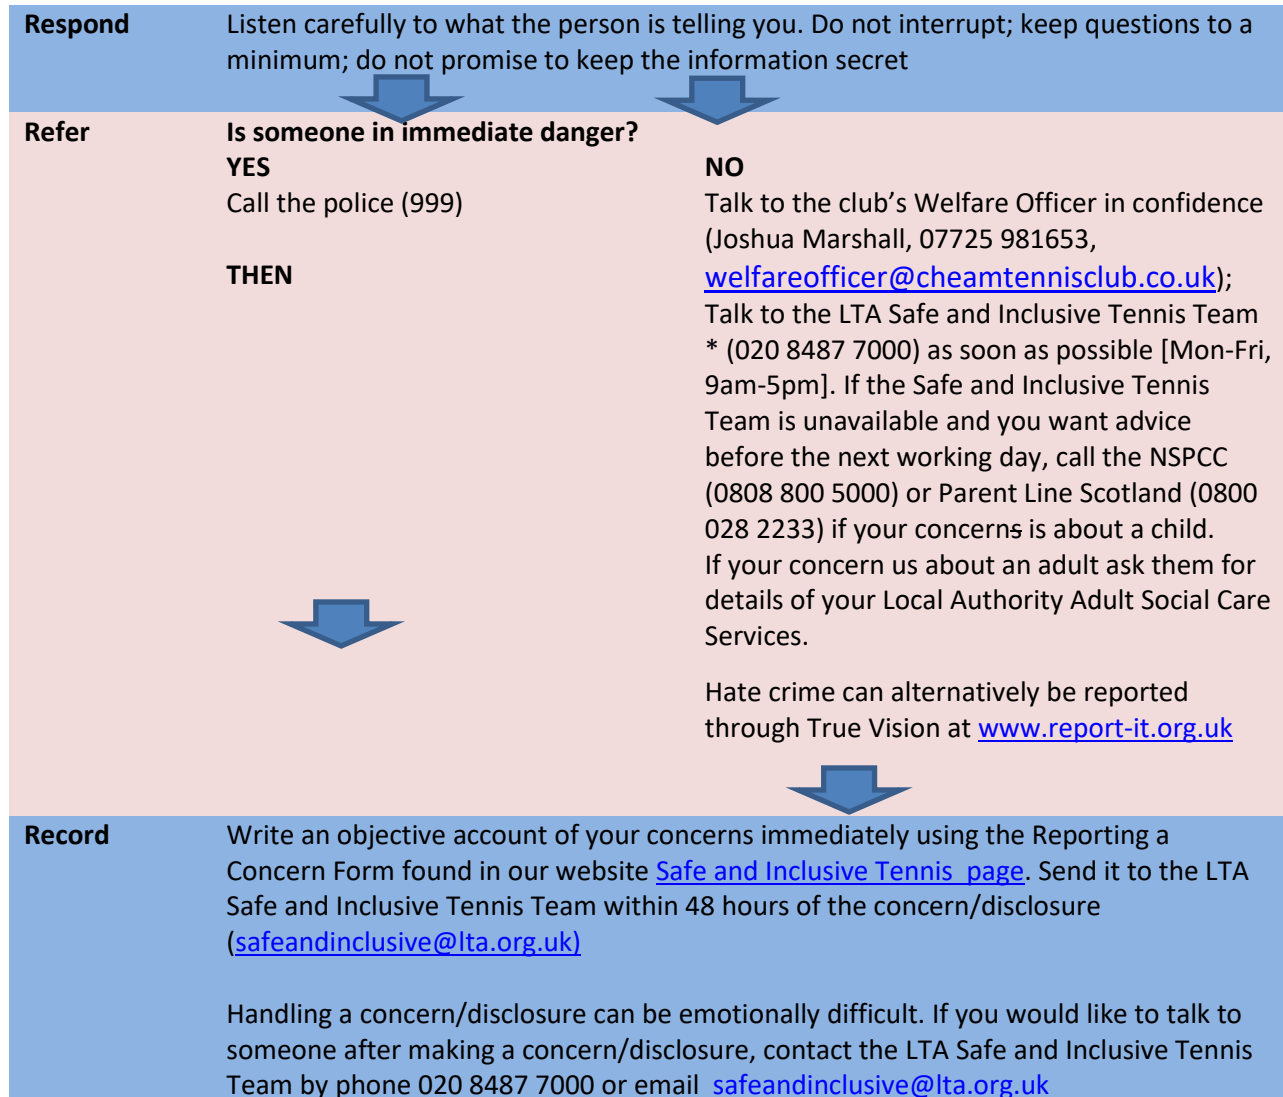 Respond
Listen carefully to what the person is telling you. Do not interrupt; keep questions to a
minimum; do not promise to keep the information secret
Refer
Is someone in immediate danger?
YES
Call the police (999)
THEN
NO
Talk to the club’s Welfare Officer in confidence
(Joshua Marshall, 07725 981653,
welfareofficer@cheamtennisclub.co.uk);
Talk to the LTA Safe and Inclusive Tennis Team
* (020 8487 7000) as soon as possible [Mon-Fri,
9am-5pm]. If the Safe and Inclusive Tennis
Team is unavailable and you want advice
before the next working day, call the NSPCC
(0808 800 5000) or Parent Line Scotland (0800
028 2233) if your concerns is about a child.
If your concern us about an adult ask them for
details of your Local Authority Adult Social Care
Services.
Hate crime can alternatively be reported
through True Vision at www.report-it.org.uk
Record
Write an objective account of your concerns immediately using the Reporting a
Concern Form found in our website Safe and Inclusive Tennis  page. Send it to the LTA
Safe and Inclusive Tennis Team within 48 hours of the concern/disclosure
(safeandinclusive@lta.org.uk)
Handling a concern/disclosure can be emotionally difficult. If you would like to talk to
someone after making a concern/disclosure, contact the LTA Safe and Inclusive Tennis
Team by phone 020 8487 7000 or email  safeandinclusive@lta.org.uk